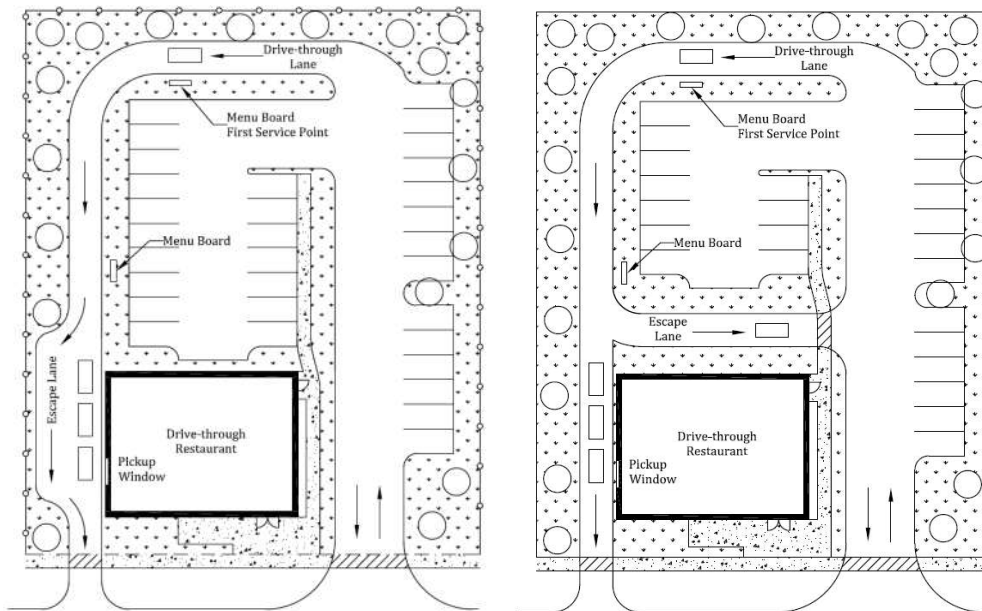 Drive-through
Lane
Menu Board
First Service Point
Menu Board
Escape Lane
Drive-through
Restaurant
Pickup
Window
Drive-through
Lane
Menu Board
First Service Point
Menu Board
Escape
Lane
Drive-through
Restaurant
Pickup
Window